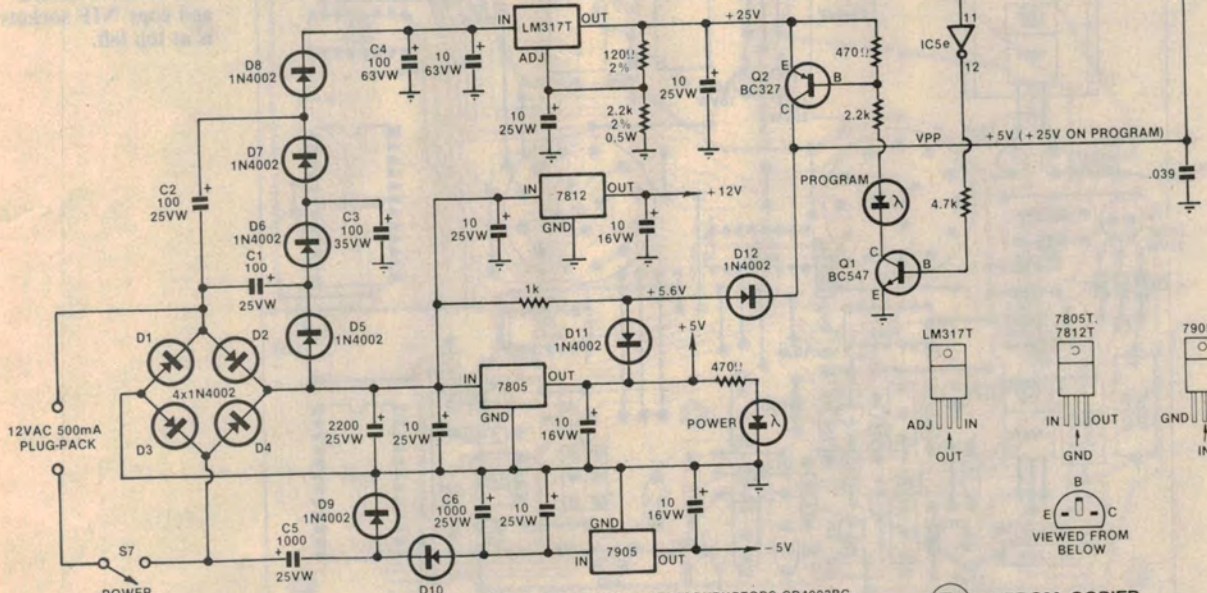 and copy NTE sockets
is at top left.
IN LM317T OUT
ADJ
+25V
11
IC5e
12
C4
100
63VW
10
63VW
120Ω
2%
10
25VW
470Ω
D8
1N4002
E
Q2
BC327
B
C
2.2k
10
25VW
2.2k
2%
0.5W
VPP
+5V (+25V ON PROGRAM)
D7
1N4002
PROGRAM
λ
.039
C2
100
25VW
IN 7812 OUT
GND
+12V
4.7k
D6
1N4002
C3
100
35VW
10
25VW
10
16VW
D12
1N4002
C
Q1
BC547
B
E
C1
100
25VW
1k
+5.6V
D5
1N4002
D11
1N4002
+5V
LM317T
7805T.
7812T
D1
D2
4x1N4002
D3
D4
IN 7805 OUT
GND
470Ω
ADJ
IN
OUT
IN
OUT
GND
GND
IN
12VAC 500mA
PLUG-PACK
2200
25VW
10
25VW
10
16VW
POWER
λ
D9
1N4002
C6
1000
25VW
10
25VW
GND
10
16VW
B
E
C
VIEWED FROM
BELOW
C5
1000
25VW
IN 7905 OUT
-5V
S7
POWER
D10